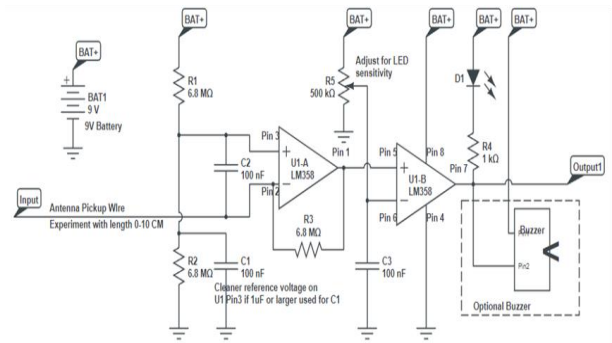 BAT+
BAT+
BAT+
BAT+
BAT+
BAT+
+
BAT1
9 V
9V Battery
R1
6.8 MΩ
R5
500 kΩ
Adjust for LED
sensitivity
D1
R4
1 kΩ
Pin 3
C2
100 nF
+
U1-A
LM358
−
Pin 2
Pin 1
Pin 5
+
U1-B
LM358
−
Pin 6
Pin 8
Pin 7
Pin 4
Output1
Input
Antenna Pickup Wire
Experiment with length 0-10 CM
R3
6.8 MΩ
R2
6.8 MΩ
C1
100 nF
Cleaner reference voltage on
U1 Pin3 if 1uF or larger used for C1
C3
100 nF
Buzzer
Pin2
Optional Buzzer